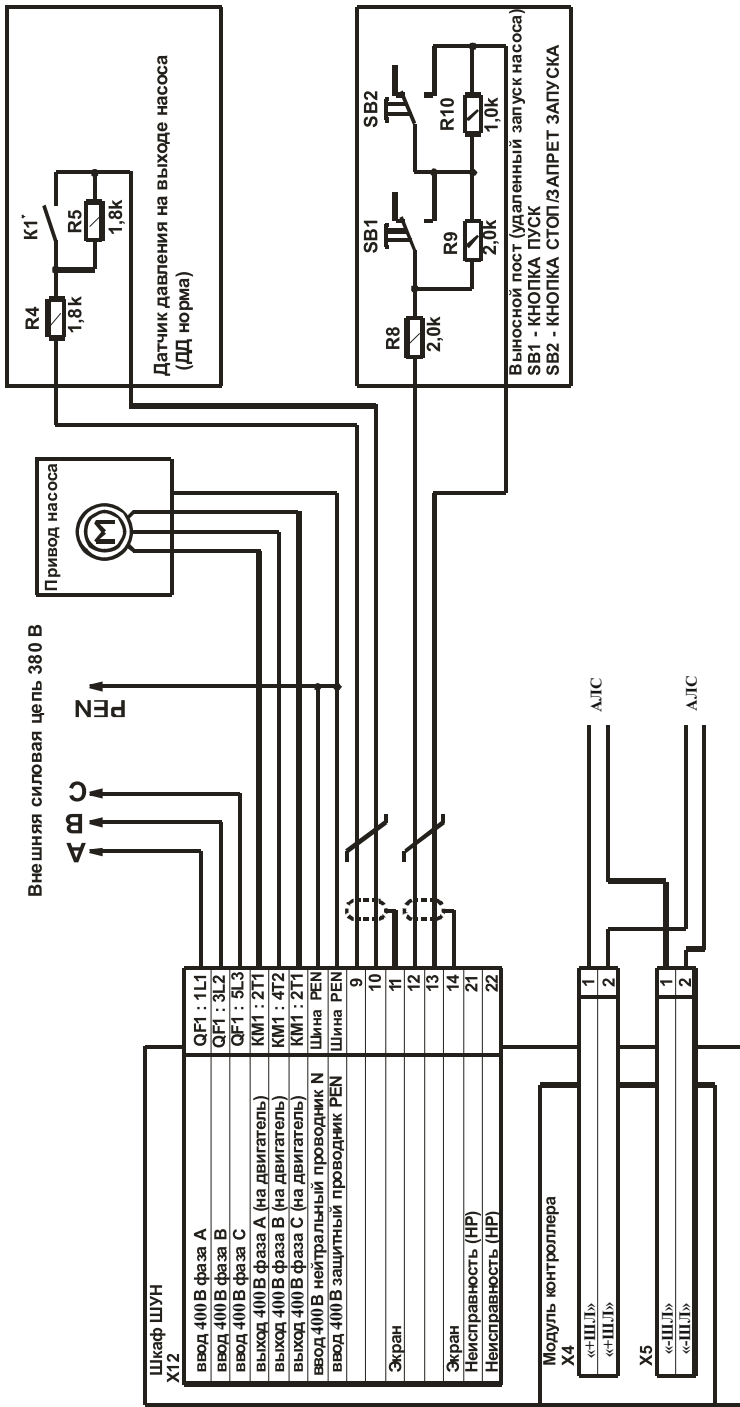 Шкаф ШУН
X12
ввод 400 В фаза А
QF1 : 1L1
ввод 400 В фаза В
QF1 : 3L2
ввод 400 В фаза С
QF1 : 5L3
выход 400 В фаза А (на двигатель)
KM1 : 2T1
выход 400 В фаза В (на двигатель)
KM1 : 4T2
выход 400 В фаза С (на двигатель)
KM1 : 2T1
ввод 400 В нейтральный проводник N
Шина PEN
ввод 400 В защитный проводник PEN
Шина PEN
9
10
Экран
11
12
13
Экран
14
Неисправность (НР)
21
Неисправность (НР)
22
Модуль контроллера
X4
«+ШЛ»
1
«+ШЛ»
2
X5
«-ШЛ»
1
«-ШЛ»
2
АЛС
АЛС
Внешняя силовая цепь 380 В
A
B
C
PEN
Привод насоса
M
К1*
R4
1,8k
R5
1,8k
Датчик давления на выходе насоса
(ДД норма)
SB1
SB2
R8
2,0k
R9
2,0k
R10
1,0k
Выносной пост (удаленный запуск насоса)
SB1 - КНОПКА ПУСК
SB2 - КНОПКА СТОП/ЗАПРЕТ ЗАПУСКА